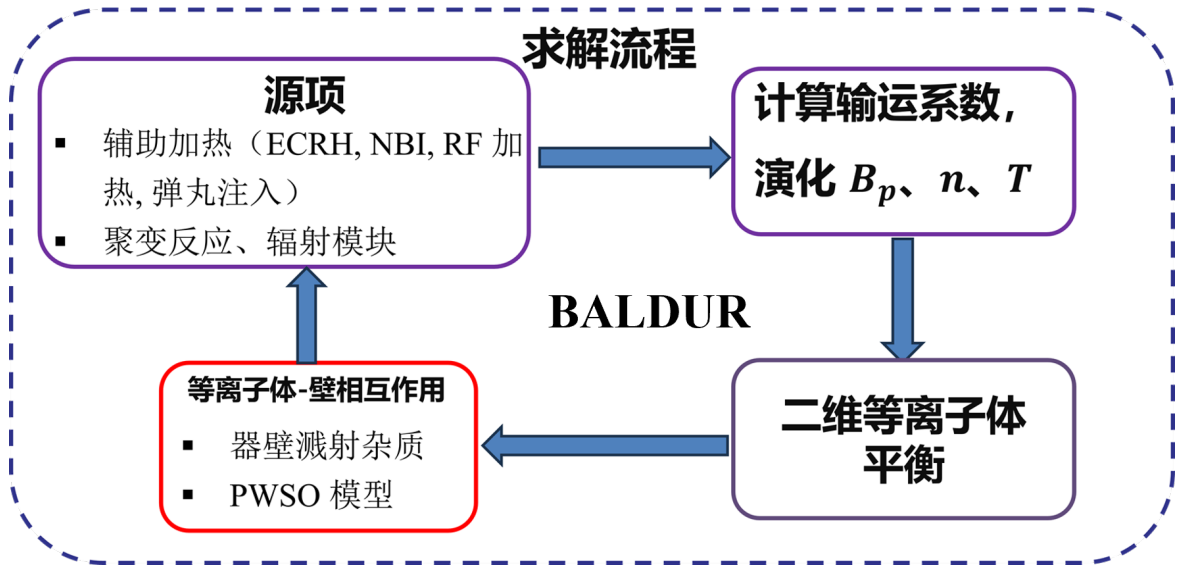 求解流程
源项
▪ 辅助加热（ECRH, NBI, RF 加
热, 弹丸注入）
▪ 聚变反应、辐射模块
计算输运系数，
演化 Bₚ、n、T
BALDUR
等离子体-壁相互作用
▪ 器壁溅射杂质
▪ PWSO 模型
二维等离子体
平衡